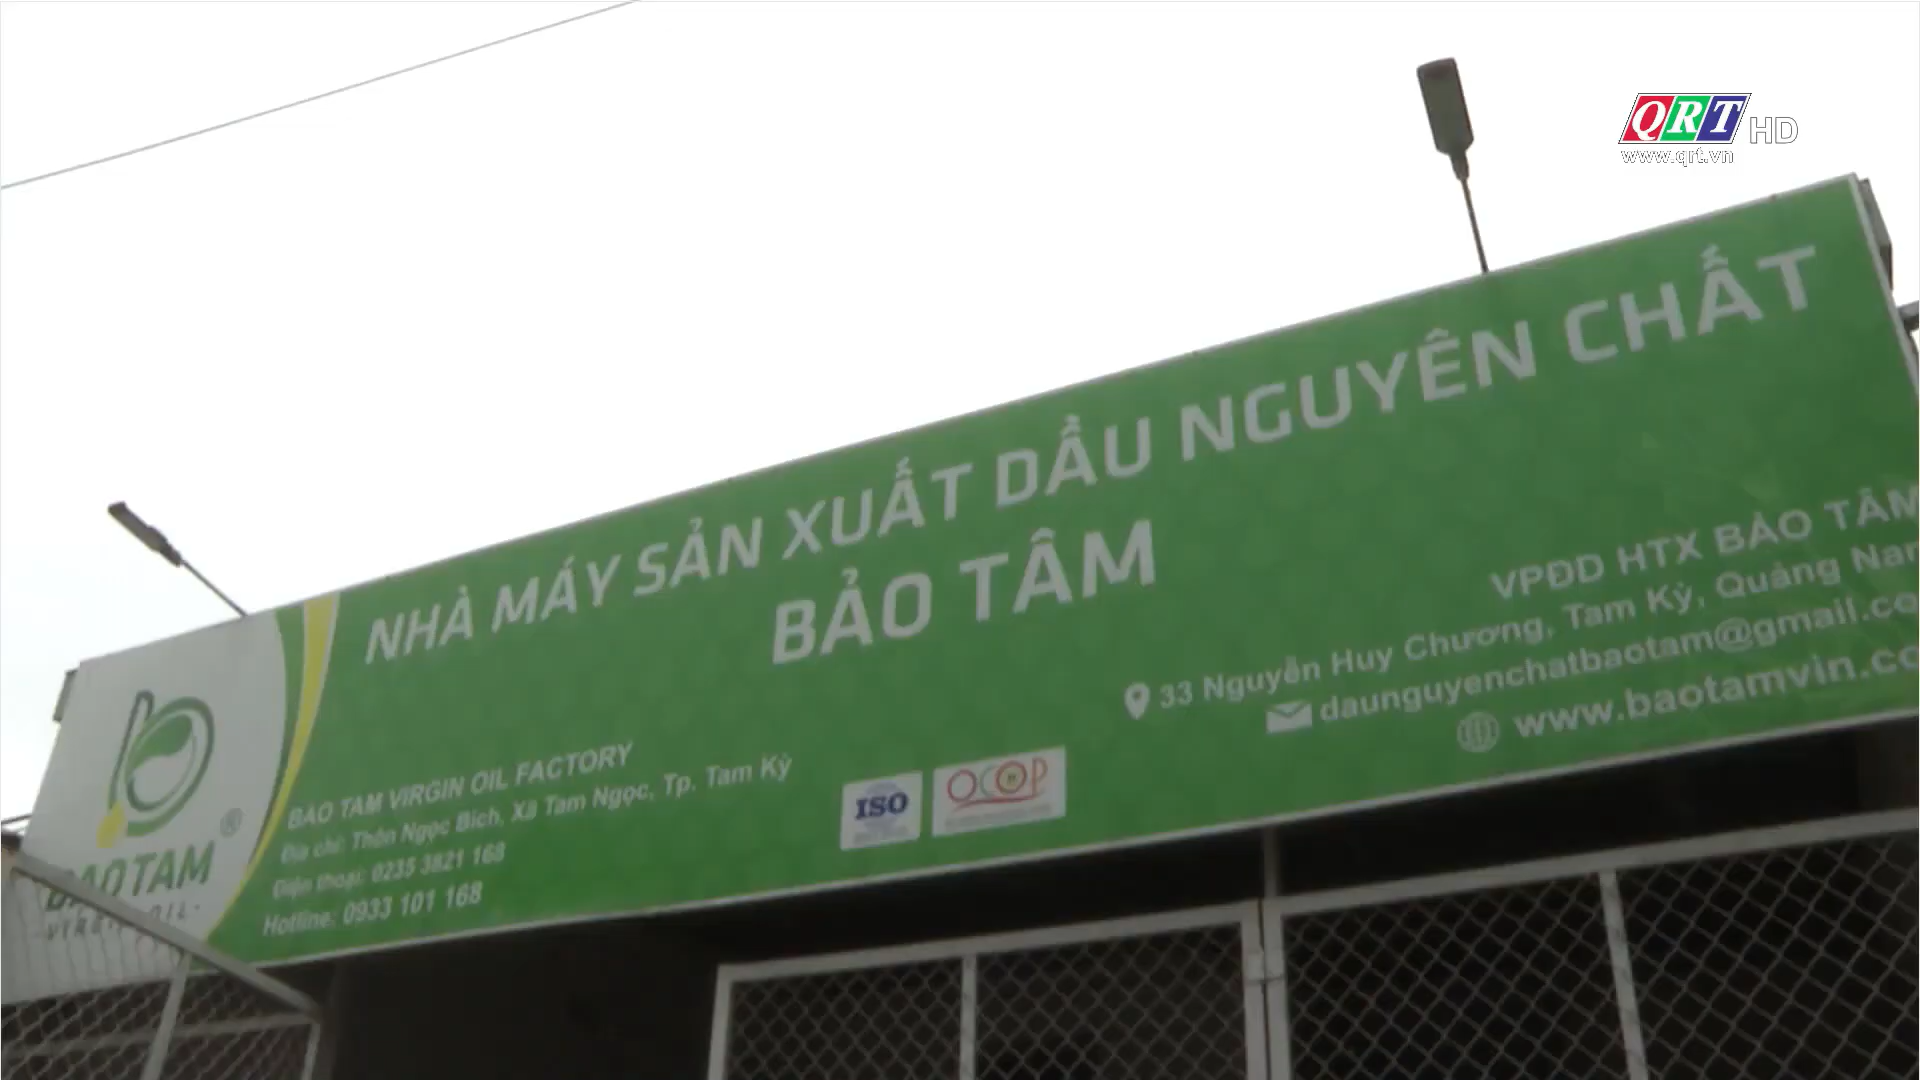 QRT HD
www.qrt.vn
NHÀ MÁY SẢN XUẤT DẦU NGUYÊN CHẤT
BẢO TÂM
BAO TAM
BAO TAM VIRGIN OIL FACTORY
Địa chỉ: Thôn Ngọc Bích, Xã Tam Ngọc, Tp. Tam Kỳ
Điện thoại: 0235 3821 168
Hotline: 0933 101 168
ISO
OCOP
VPĐD HTX BẢO TÂM
33 Nguyễn Huy Chương, Tam Kỳ, Quảng Nam
daunguyenchatbaotam@gmail.co
www.baotamvin.co